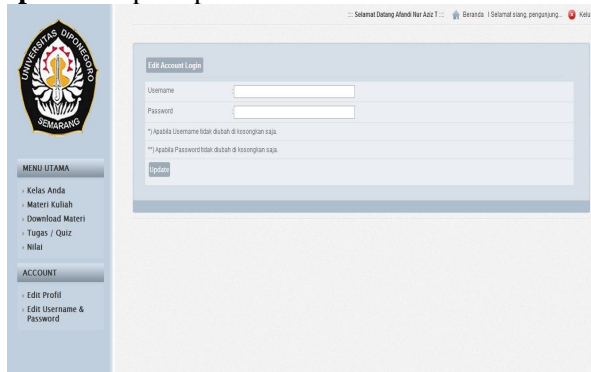 ::: Selamat Datang Afandi Nur Aziz T ::: Beranda | Selamat siang, pengunjung... Kelu
UNIVERSITAS DIPONEGORO
SEMARANG
Edit Account Login
Username :
Password :
*) Apabila Username tidak diubah di kosongkan saja.
**) Apabila Password tidak diubah di kosongkan saja.
Update
MENU UTAMA
› Kelas Anda
› Materi Kuliah
› Download Materi
› Tugas / Quiz
› Nilai
ACCOUNT
› Edit Profil
› Edit Username &
Password